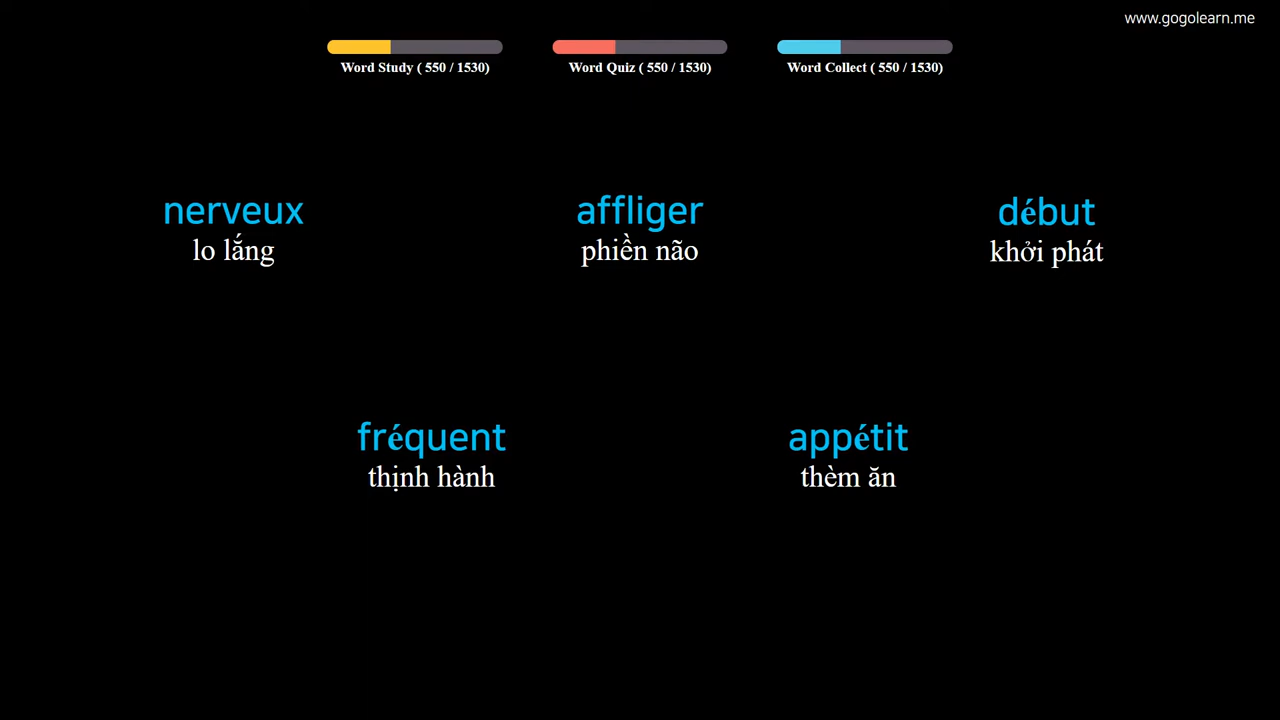 www.gogolearn.me
Word Study ( 550 / 1530)
Word Quiz ( 550 / 1530)
Word Collect ( 550 / 1530)
nerveux
lo lắng
affliger
phiền não
début
khởi phát
fréquent
thịnh hành
appétit
thèm ăn